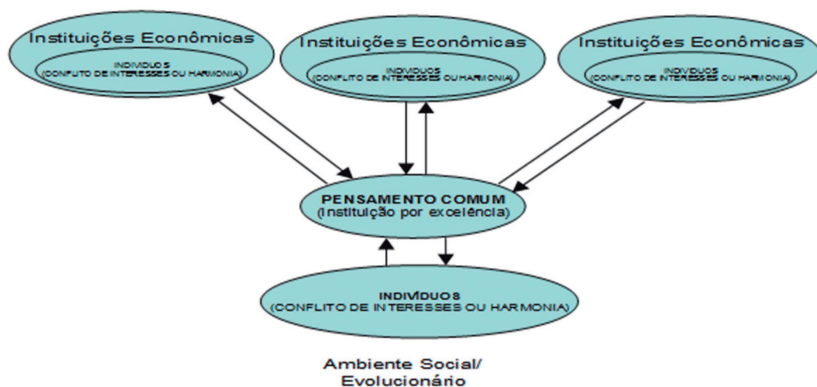 Instituições Econômicas
INDIVÍDUOS
(CONFLITO DE INTERESSES OU HARMONIA)
Instituições Econômicas
INDIVÍDUOS
(CONFLITO DE INTERESSES OU HARMONIA)
Instituições Econômicas
INDIVÍDUOS
(CONFLITO DE INTERESSES OU HARMONIA)
PENSAMENTO COMUM
(Instituição por excelência)
INDIVÍDUOS
(CONFLITO DE INTERESSES OU HARMONIA)
Ambiente Social/
Evolucionário